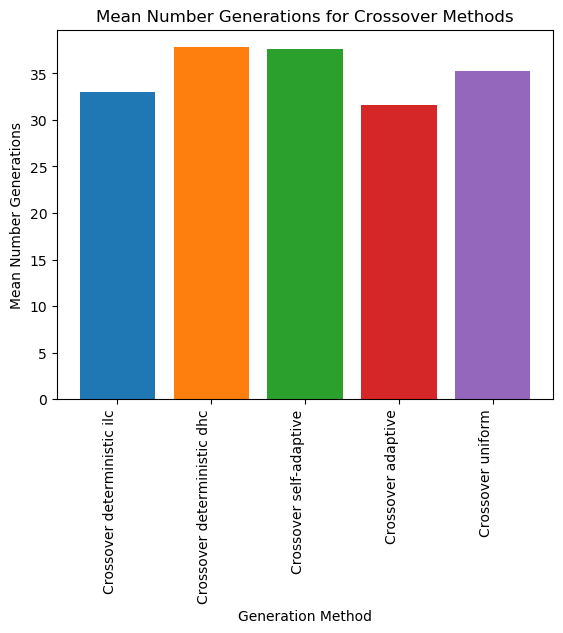 Mean Number Generations for Crossover Methods
Mean Number Generations
35
30
25
20
15
10
5
0
Crossover deterministic ilc
Crossover deterministic dhc
Crossover self-adaptive
Crossover adaptive
Crossover uniform
Generation Method